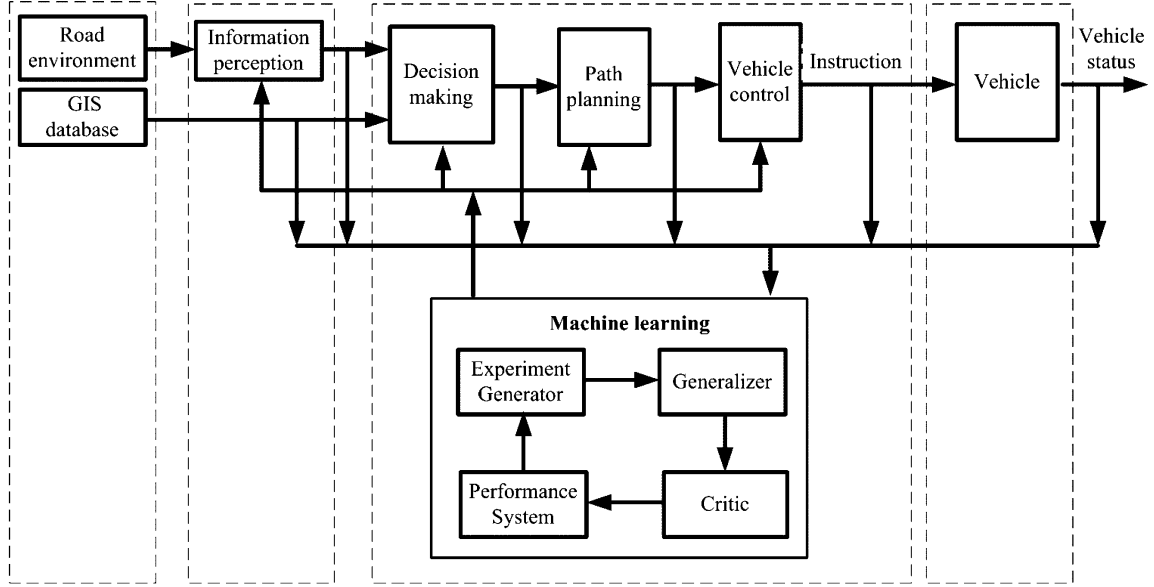 Road
environment
GIS
database
Information
perception
Decision
making
Path
planning
Vehicle
control
Instruction
Vehicle
Vehicle
status
Machine learning
Experiment
Generator
Generalizer
Performance
System
Critic